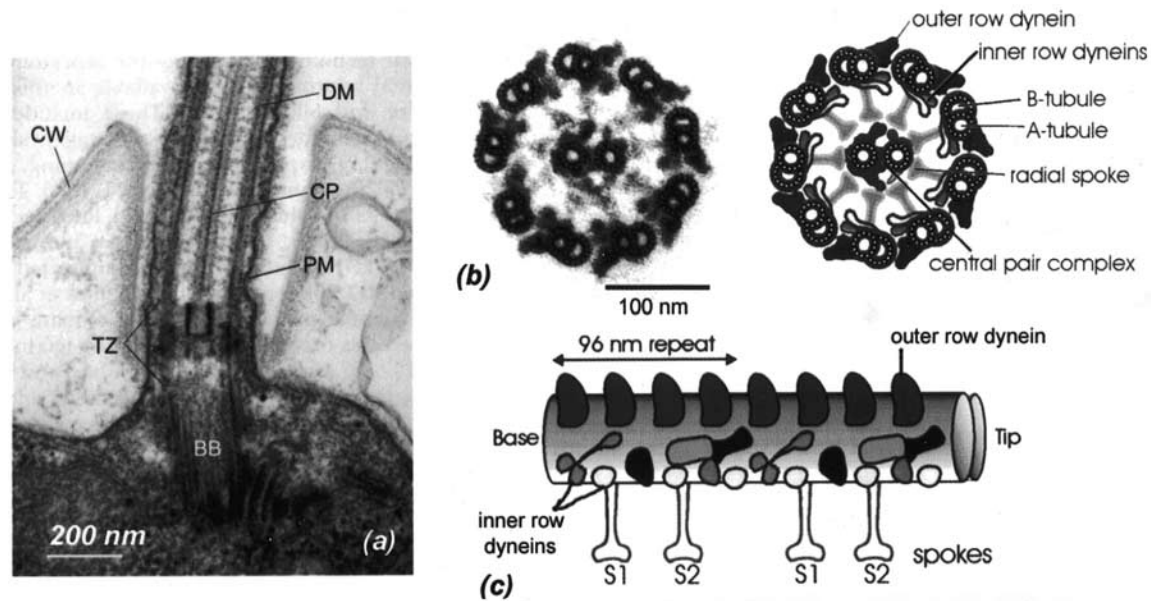 CW
DM
CP
PM
TZ
BB
200 nm
(a)
(b)
100 nm
outer row dynein
inner row dyneins
B-tubule
A-tubule
radial spoke
central pair complex
96 nm repeat
outer row dynein
Base
Tip
inner row
dyneins
S1
S2
S1
S2
spokes
(c)